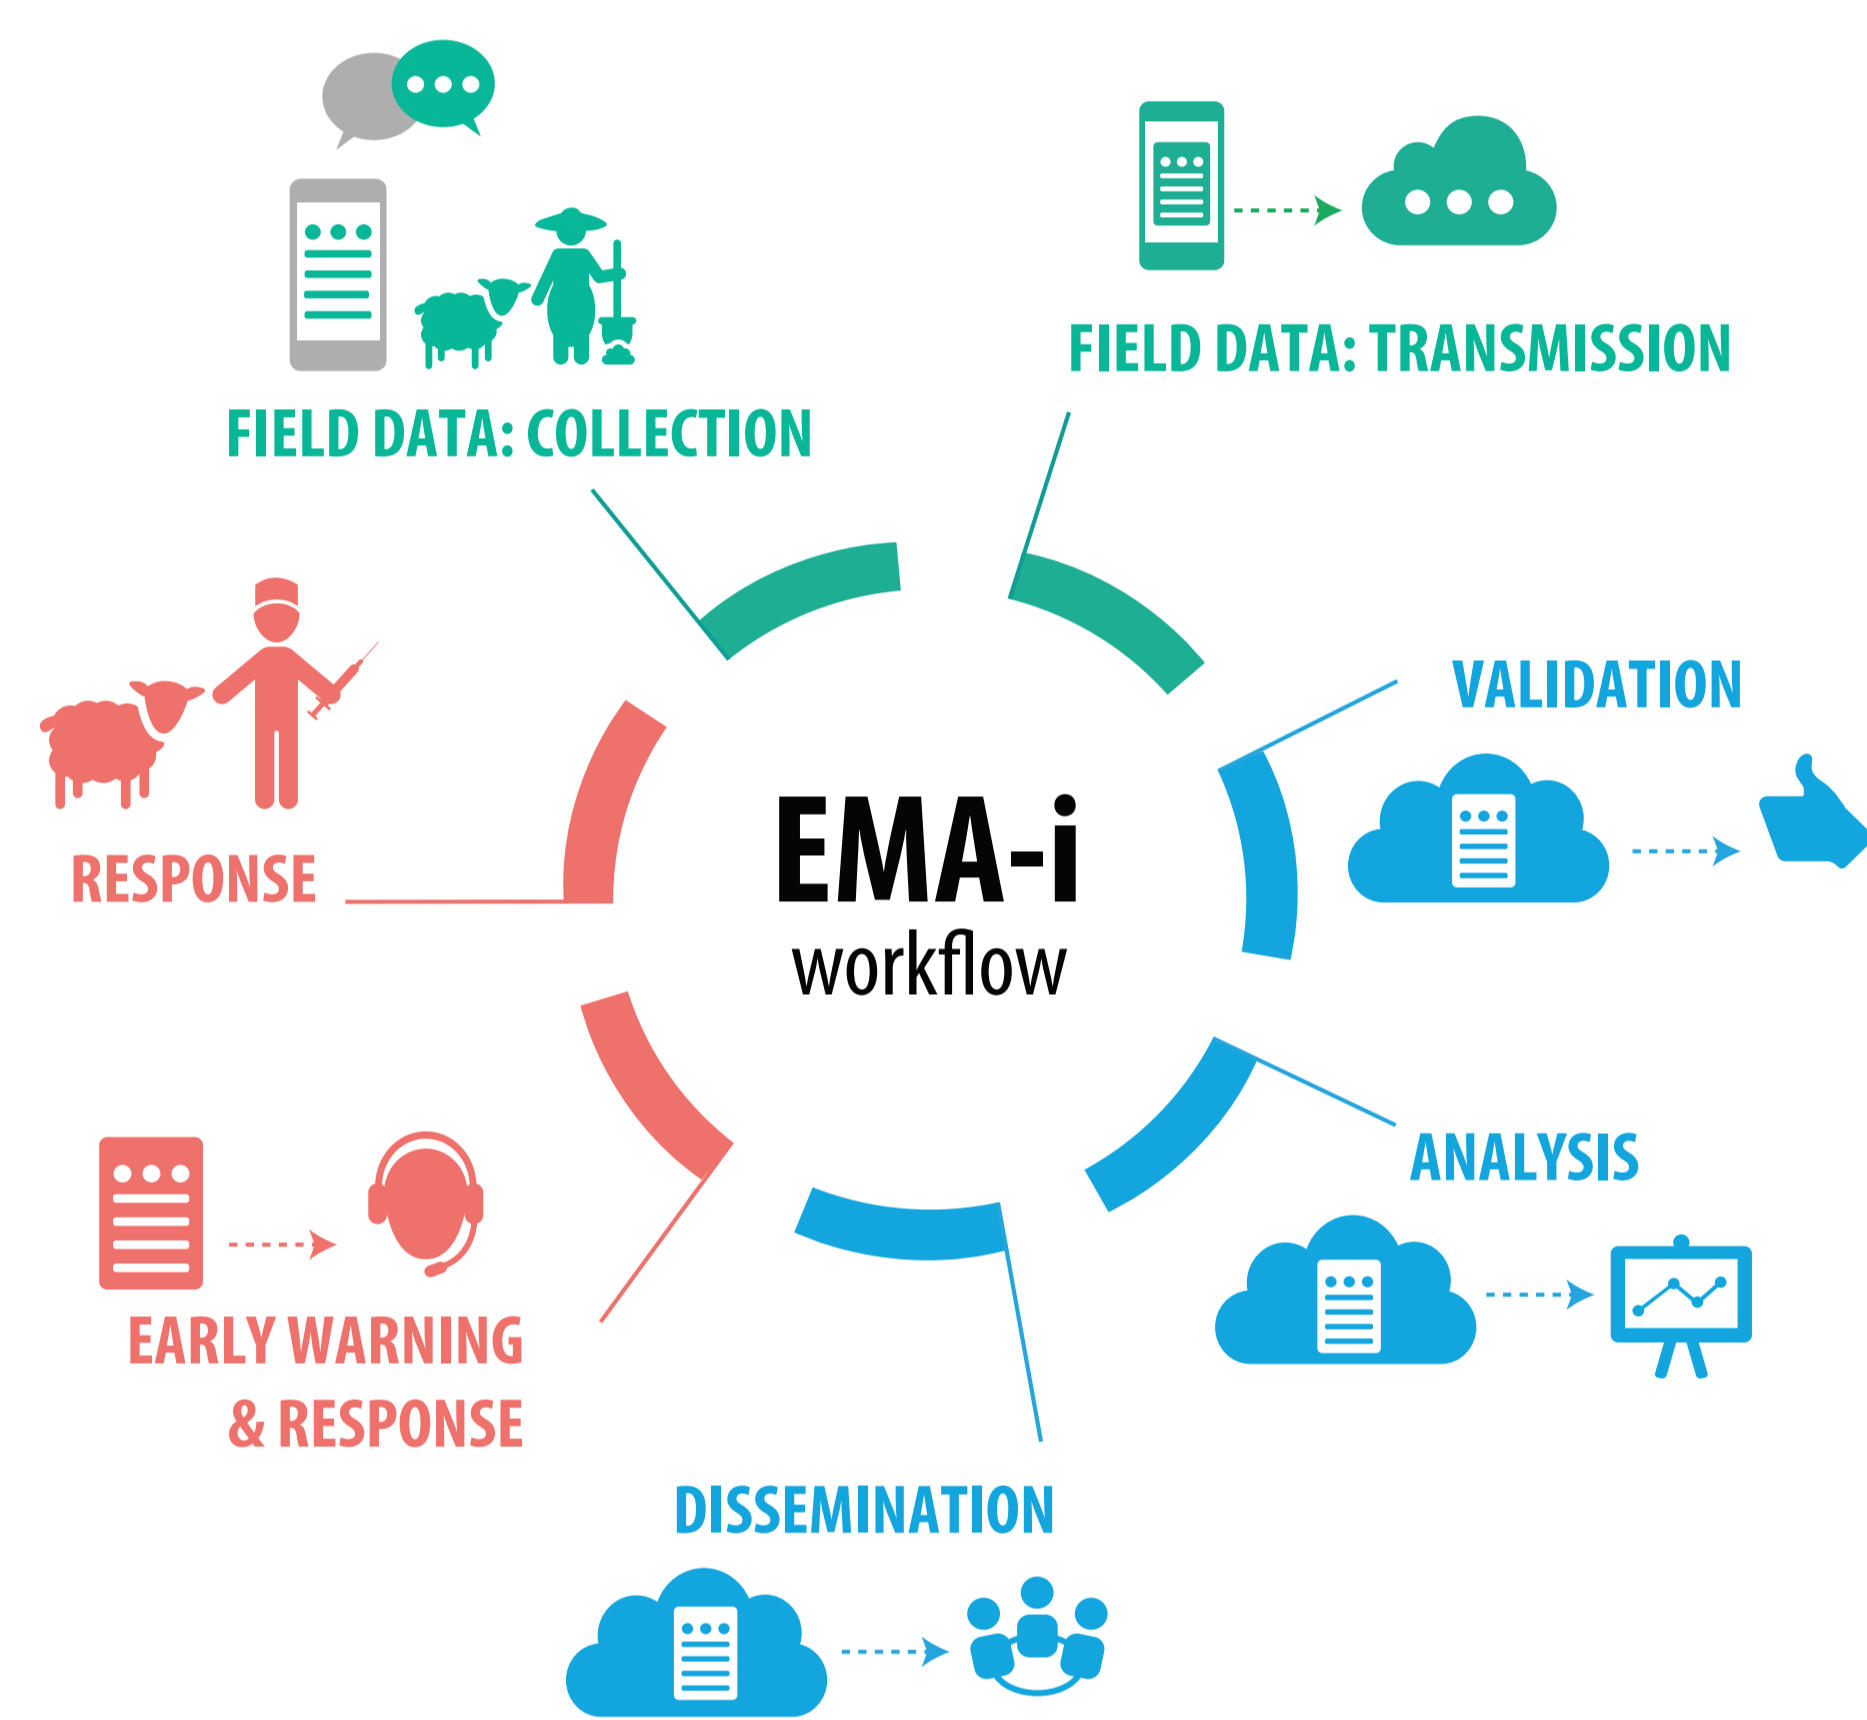 FIELD DATA: COLLECTION
FIELD DATA: TRANSMISSION
VALIDATION
ANALYSIS
DISSEMINATION
EARLY WARNING
& RESPONSE
RESPONSE
EMA-i
workflow